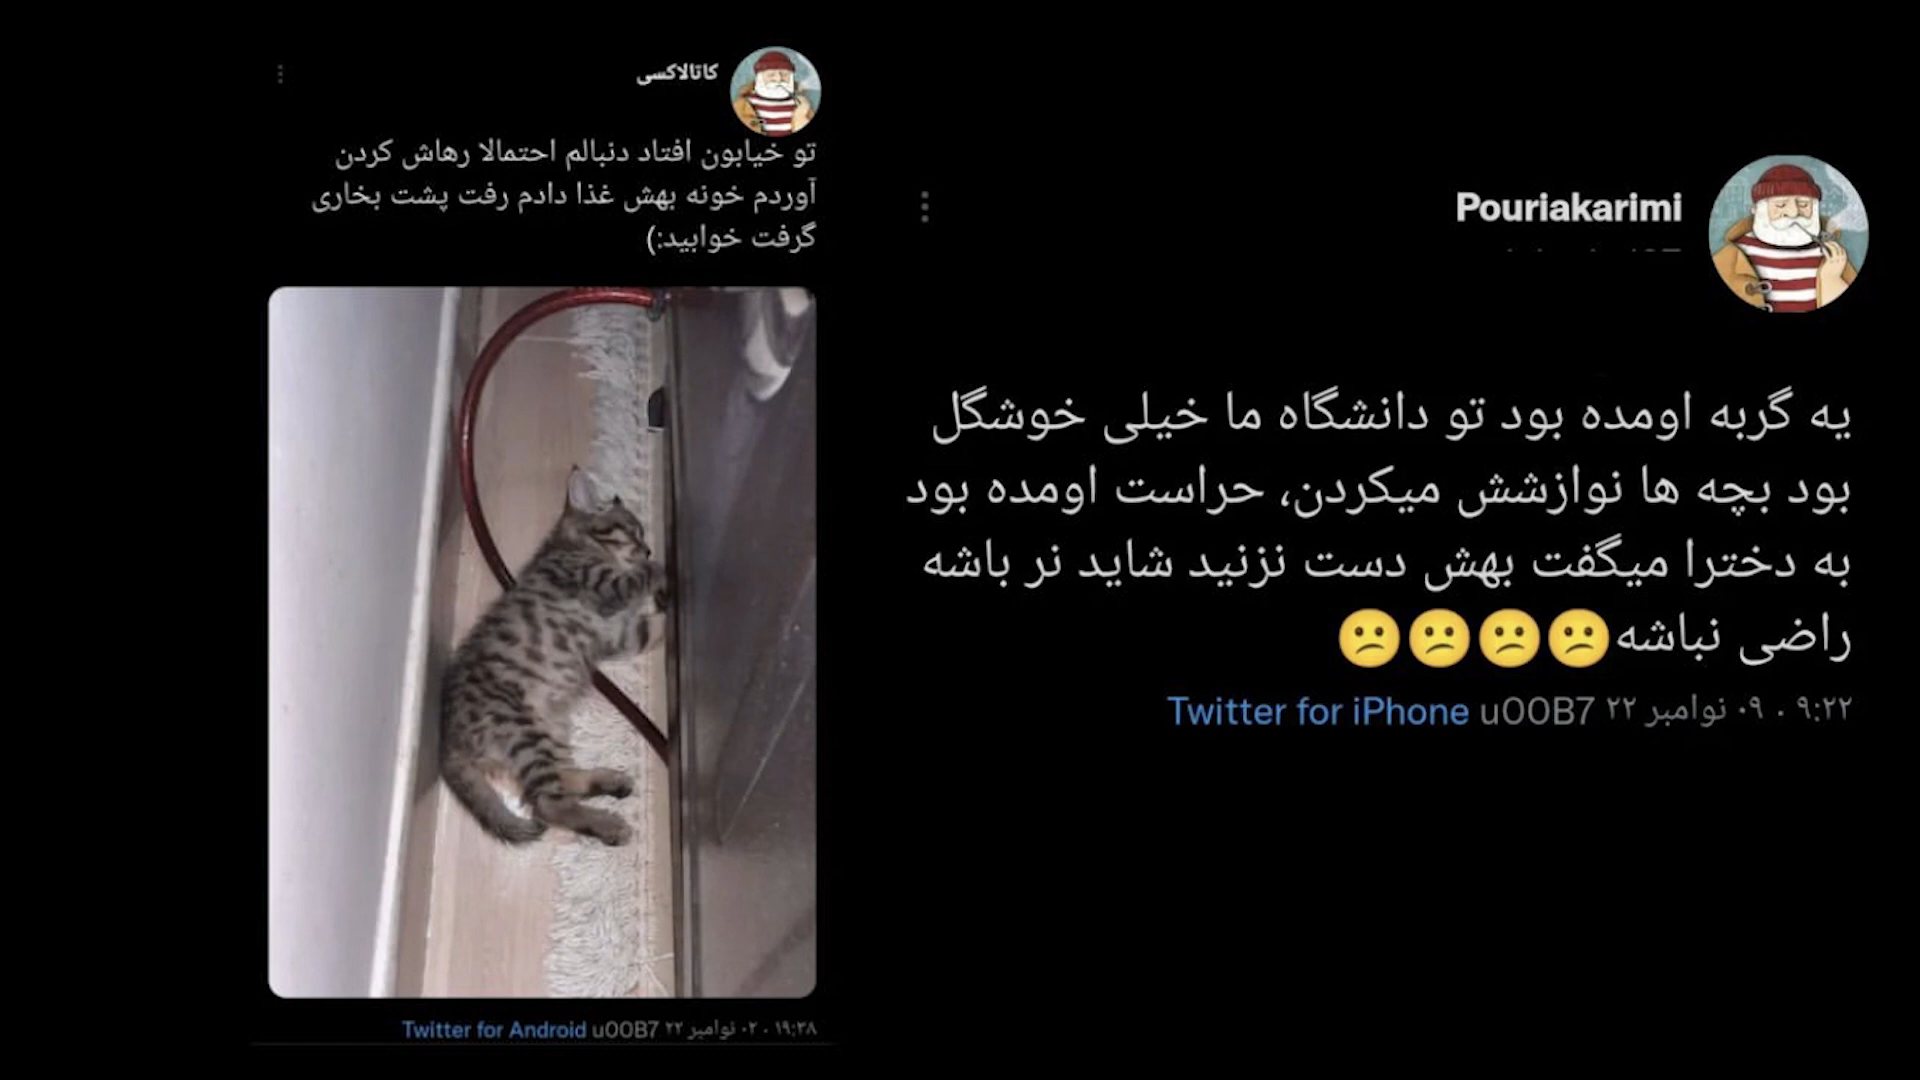 کاتالاکسی
تو خیابون افتاد دنبالم احتمالا رهاش کردن
آوردم خونه بهش غذا دادم رفت پشت بخاری
گرفت خوابید:)
۱۹:۳۸ . ۰۲ نوامبر ۲۲ u00B7 Twitter for Android
Pouriakarimi
یه گربه اومده بود تو دانشگاه ما خیلی خوشگل
بود بچه ها نوازشش میکردن، حراست اومده بود
به دخترا میگفت بهش دست نزنید شاید نر باشه
راضی نباشه😕😕😕😕
۹:۲۲ . ۰۹ نوامبر ۲۲ u00B7 Twitter for iPhone